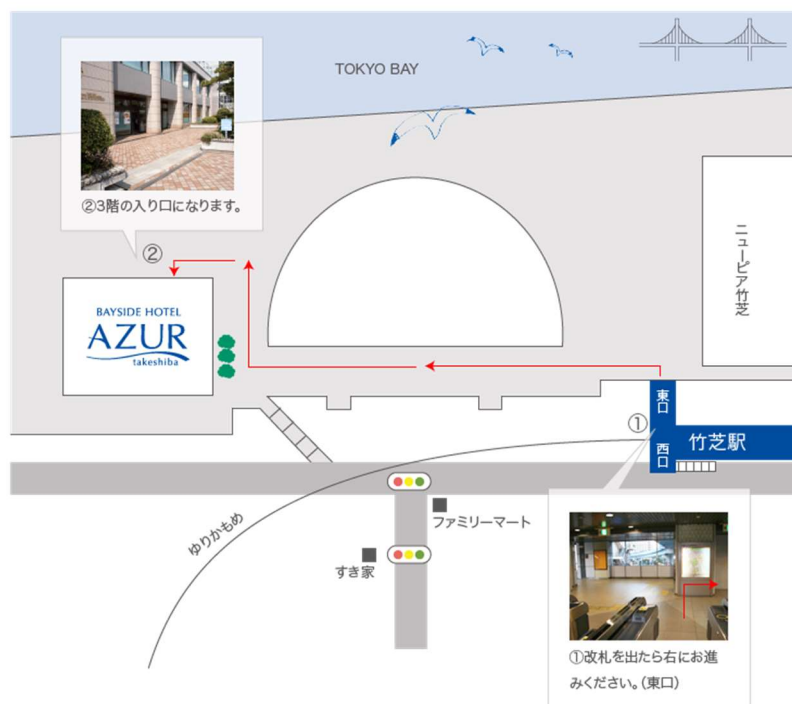 TOKYO BAY
②3階の入り口になります。
②
BAYSIDE HOTEL
AZUR
takeshiba
ニューピア竹芝
東口
①
西口
竹芝駅
ゆりかもめ
ファミリーマート
すき家
①改札を出たら右にお進
みください。(東口)